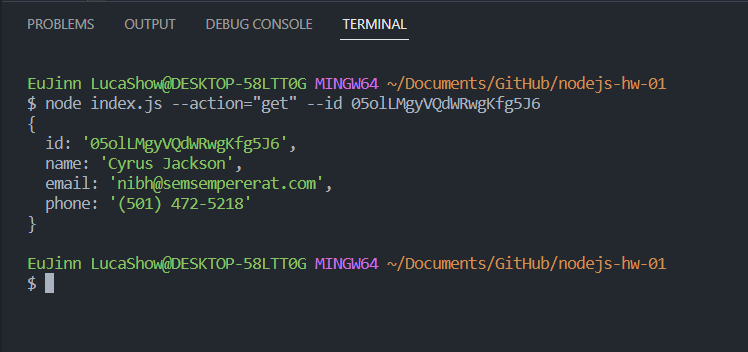 PROBLEMS OUTPUT DEBUG CONSOLE TERMINAL
EuJinn LucaShow@DESKTOP-58LTT0G MINGW64 ~/Documents/GitHub/nodejs-hw-01
$ node index.js --action="get" --id 05olLMgyVQdWRwgKfg5J6
{
  id: '05olLMgyVQdWRwgKfg5J6',
  name: 'Cyrus Jackson',
  email: 'nibh@semsempererat.com',
  phone: '(501) 472-5218'
}
EuJinn LucaShow@DESKTOP-58LTT0G MINGW64 ~/Documents/GitHub/nodejs-hw-01
$